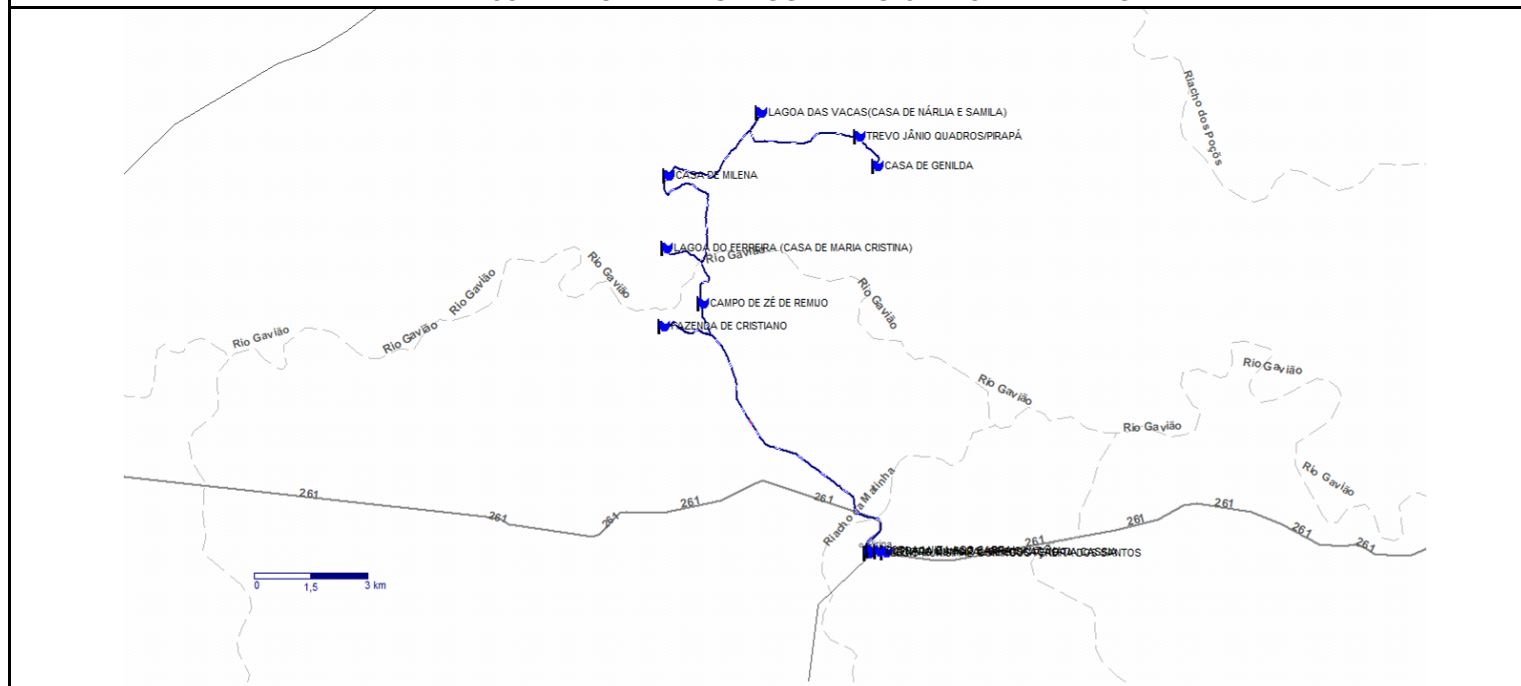 Riacho dos Poções
LAGOA DAS VACAS(CASA DE NÁRLIA E SAMILA)
TREVO JÂNIO QUADROS/PIRAPÁ
CASA DE GENILDA
CASA DE MILENA
LAGOA DO FERREIRA (CASA DE MARIA CRISTINA)
Rio Gavião
Rio Gavião
Rio Gavião
Rio Gavião
CAMPO DE ZÉ DE REMUO
FAZENDA DE CRISTIANO
Rio Gavião
Rio Gavião
Rio Gavião
Rio Gavião
Rio Gavião
Rio Gavião
Riacho da Matinha
261
261
261
261
261
261
261
261
261
261
SANTOS
0
1,5
3 km